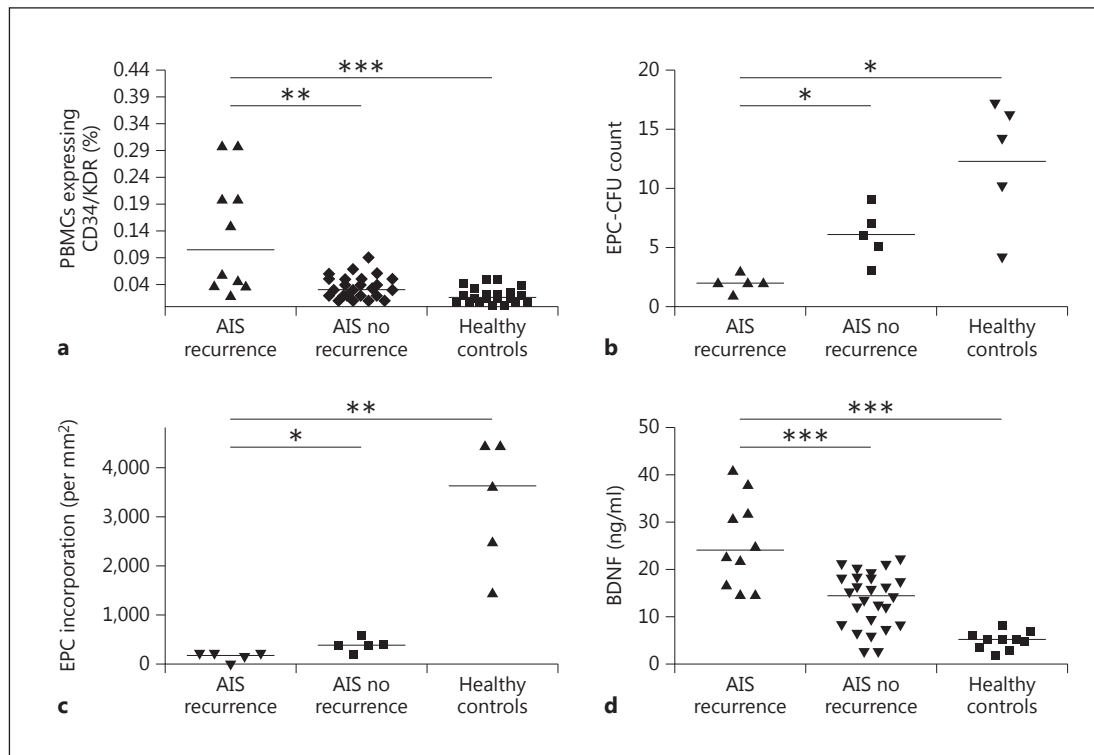 0.44
0.39
0.34
0.29
0.24
0.19
0.14
0.09
0.04
PBMCs expressing
CD34/KDR (%)
***
**
AIS
recurrence
AIS no
recurrence
Healthy
controls
a
20
15
10
5
0
EPC-CFU count
*
*
AIS
recurrence
AIS no
recurrence
Healthy
controls
b
4,000
3,000
2,000
1,000
0
EPC incorporation (per mm²)
**
*
AIS
recurrence
AIS no
recurrence
Healthy
controls
c
50
40
30
20
10
0
BDNF (ng/ml)
***
***
AIS
recurrence
AIS no
recurrence
Healthy
controls
d